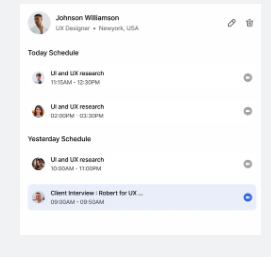 Johnson Williamson
UX Designer • Newyork, USA
Today Schedule
UI and UX research
11:15AM - 12:30PM
UI and UX research
02:00PM - 03:30PM
Yesterday Schedule
UI and UX research
10:00AM - 11:00PM
Client Interview : Robert for UX ...
09:00AM - 09:50AM